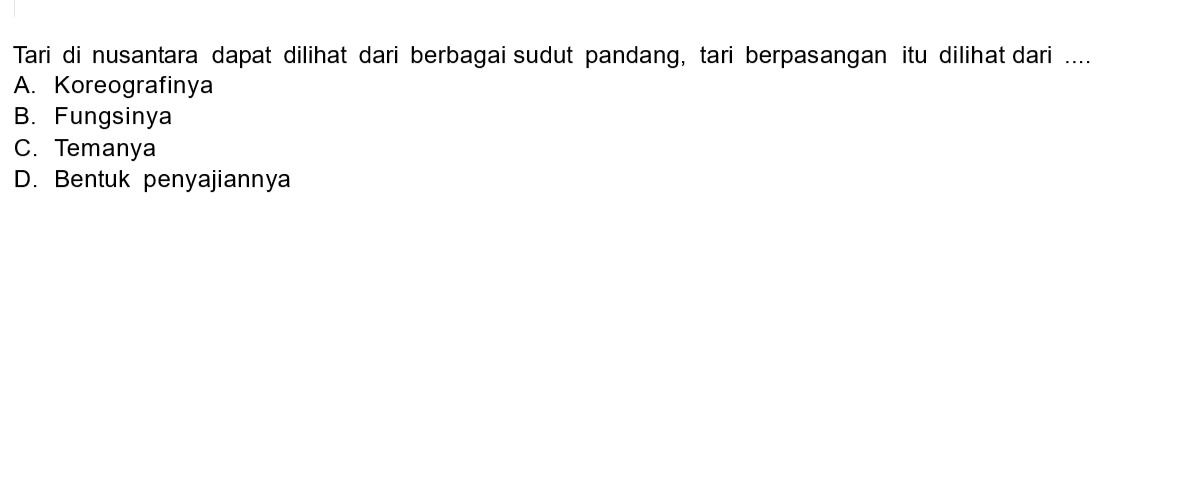 Tari di nusantara dapat dilihat dari berbagai sudut pandang, tari berpasangan itu dilihat dari ....
A. Koreografinya
B. Fungsinya
C. Temanya
D. Bentuk penyajiannya